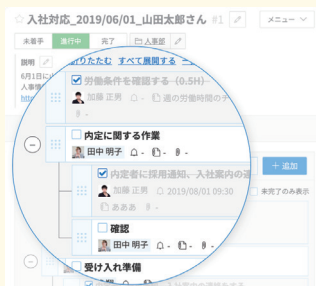 入社対応_2019/06/01_山田太郎さん #1
メニュー
未着手 進行中 完了 人事部
説明
折りたたむ すべて展開する
6月1日に
人事情
http
労働条件を確認する（0.5H）
加藤 正男 週の労働時間の
内定に関する作業
田中 明子
＋追加
内定者に採用通知、入社案内の
加藤 正男 2019/08/01 09:30
未完了のみ表示
あああ
確認
田中 明子
受け入れ準備